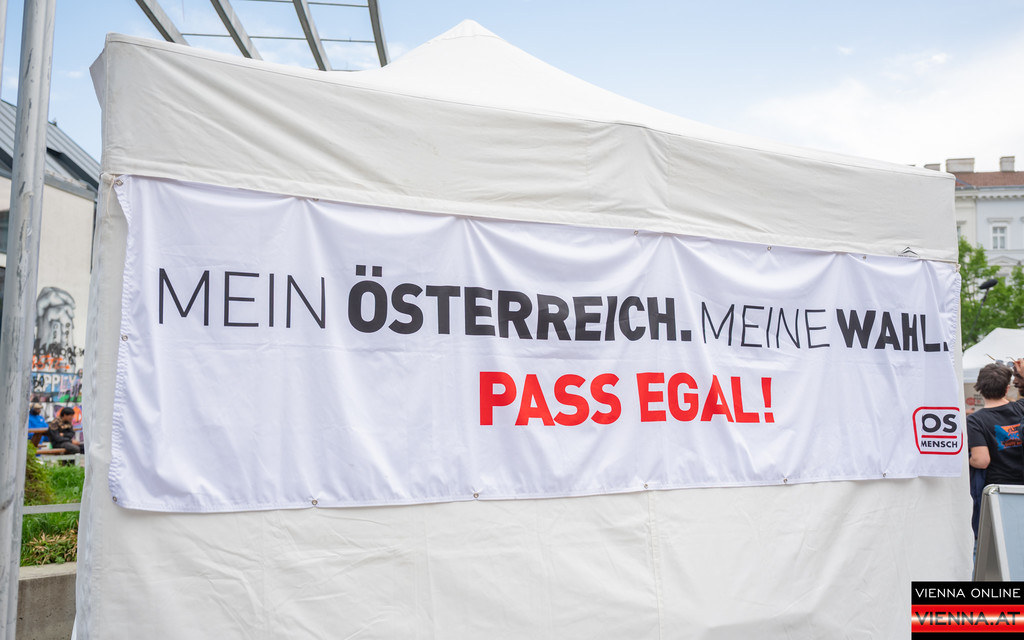 MEIN ÖSTERREICH. MEINE WAHL.
PASS EGAL!
OS
MENSCH
VIENNA ONLINE
VIENNA.AT